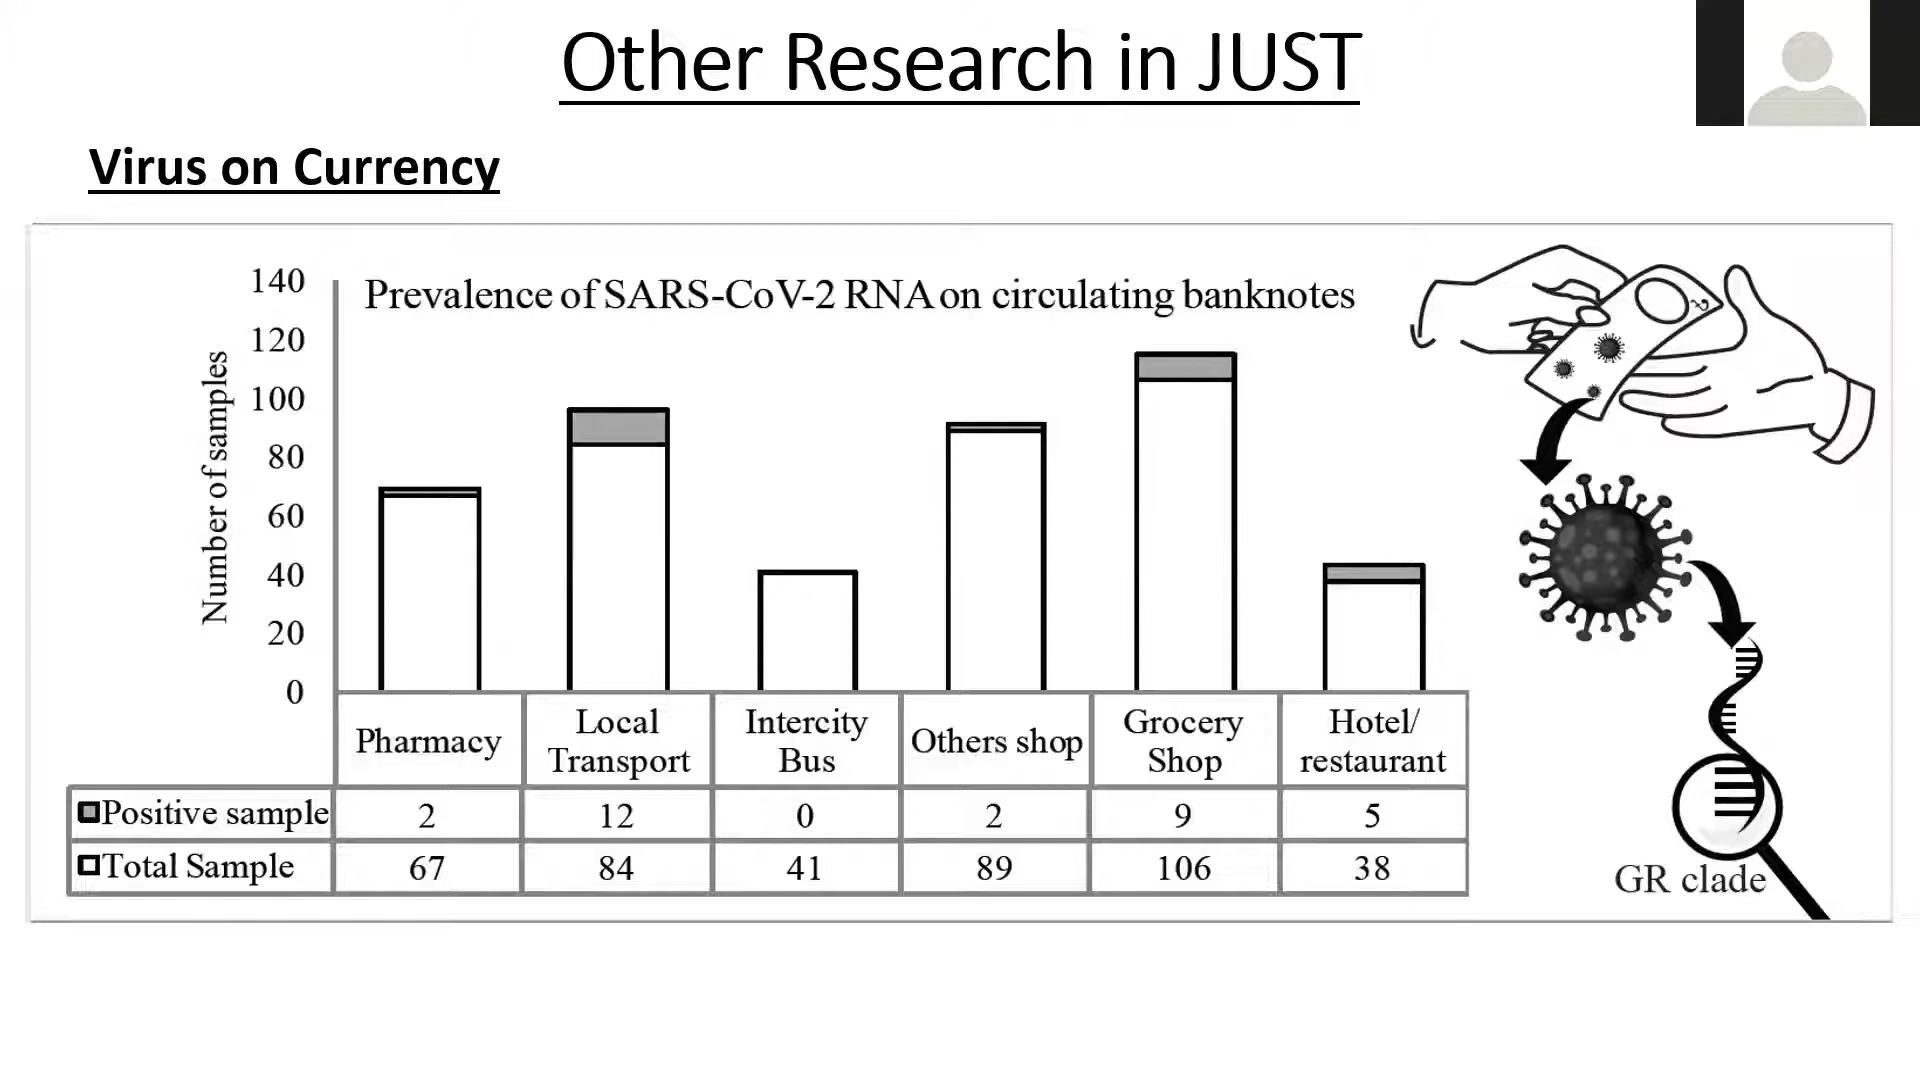 Other Research in JUST
Virus on Currency
Prevalence of SARS-CoV-2 RNA on circulating banknotes
Number of samples
140
120
100
80
60
40
20
0
Pharmacy
Local Transport
Intercity Bus
Others shop
Grocery Shop
Hotel/ restaurant
Positive sample 2 12 0 2 9 5
Total Sample 67 84 41 89 106 38
GR clade